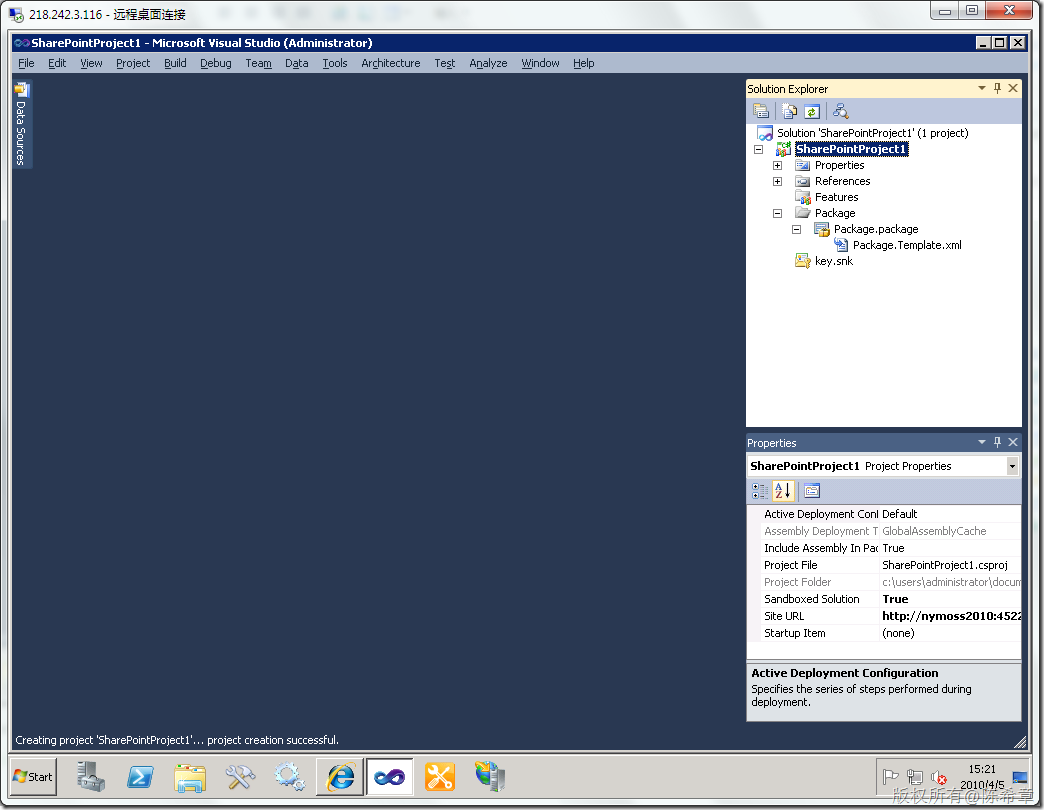 218.242.3.116 - 远程桌面连接
SharePointProject1 - Microsoft Visual Studio (Administrator)
File Edit View Project Build Debug Team Data Tools Architecture Test Analyze Window Help
Data Sources
Solution Explorer
Solution 'SharePointProject1' (1 project)
SharePointProject1
Properties
References
Features
Package
Package.package
Package.Template.xml
key.snk
Properties
SharePointProject1 Project Properties
Active Deployment Conf Default
Assembly Deployment T GlobalAssemblyCache
Include Assembly In Pac True
Project File SharePointProject1.csproj
Project Folder c:\users\administrator\docum
Sandboxed Solution True
Site URL http://nymoss2010:4522
Startup Item (none)
Active Deployment Configuration
Specifies the series of steps performed during
deployment.
Creating project 'SharePointProject1'... project creation successful.
Start
15:21
2010/4/5
版权所有@陈希章